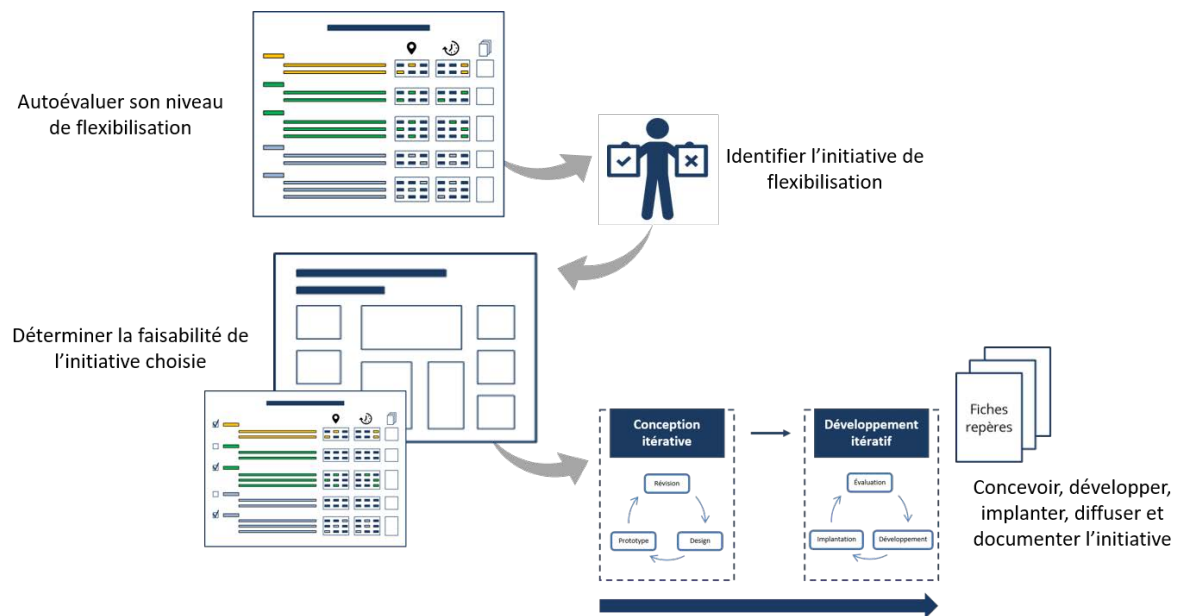 Autoévaluer son niveau
de flexibilisation
Identifier l’initiative de
flexibilisation
Déterminer la faisabilité de
l’initiative choisie
Conception
itérative
Révision
Prototype
Design
Développement
itératif
Évaluation
Implantation
Développement
Fiches
repères
Concevoir, développer,
implanter, diffuser et
documenter l’initiative